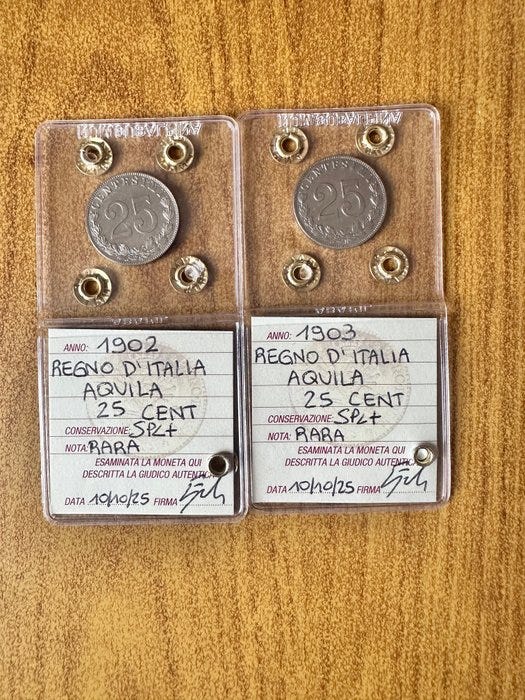 CENTESIMI
25
ANNO: 1902
REGNO D'ITALIA
AQUILA
25 CENT
CONSERVAZIONE: SPL+
NOTA: RARA
ESAMINATA LA MONETA QUI
DESCRITTA LA GIUDICO AUTENTICA
DATA 10/10/25 FIRMA
CENTESIMI
25
ANNO: 1903
REGNO D'ITALIA
AQUILA
25 CENT
CONSERVAZIONE: SPL+
NOTA: RARA
ESAMINATA LA MONETA QUI
DESCRITTA LA GIUDICO AUTENTICA
DATA 10/10/25 FIRMA